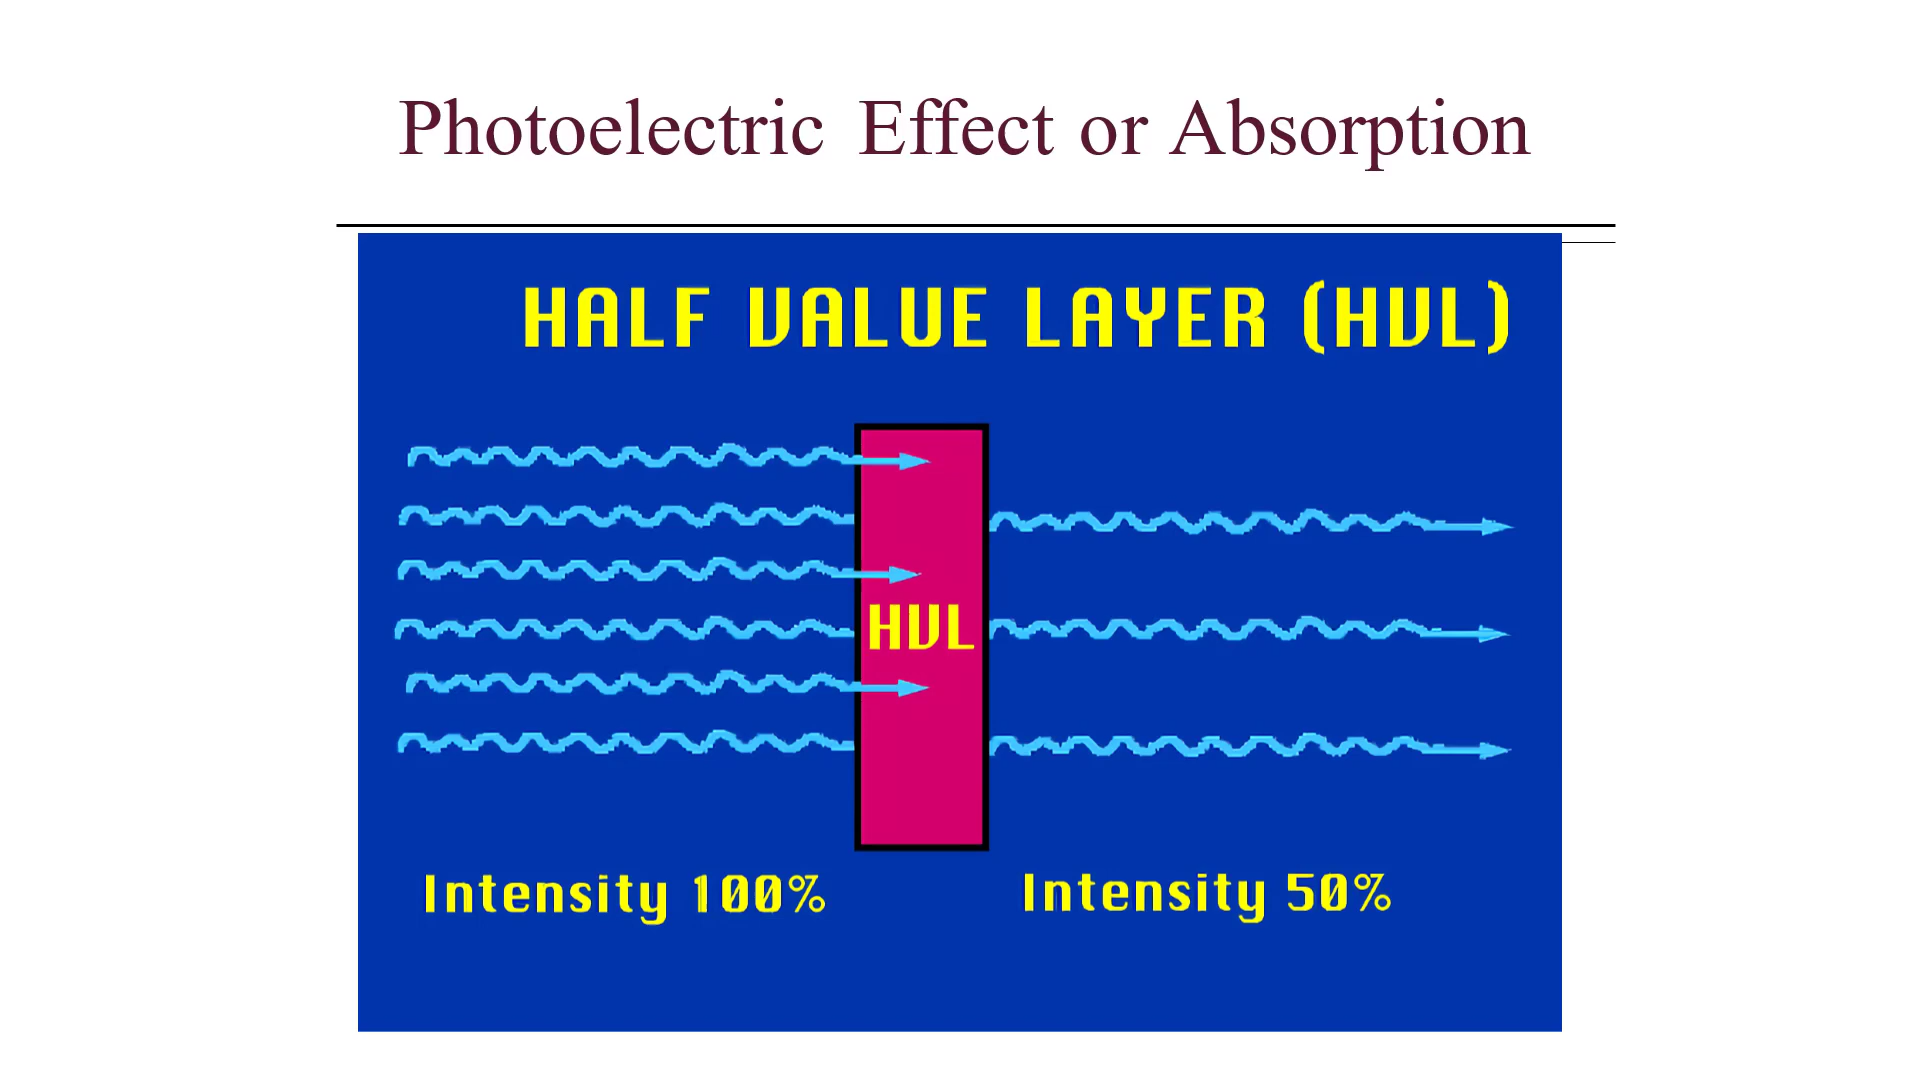 Photoelectric Effect or Absorption
HALF VALUE LAYER (HVL)
HVL
Intensity 100%
Intensity 50%